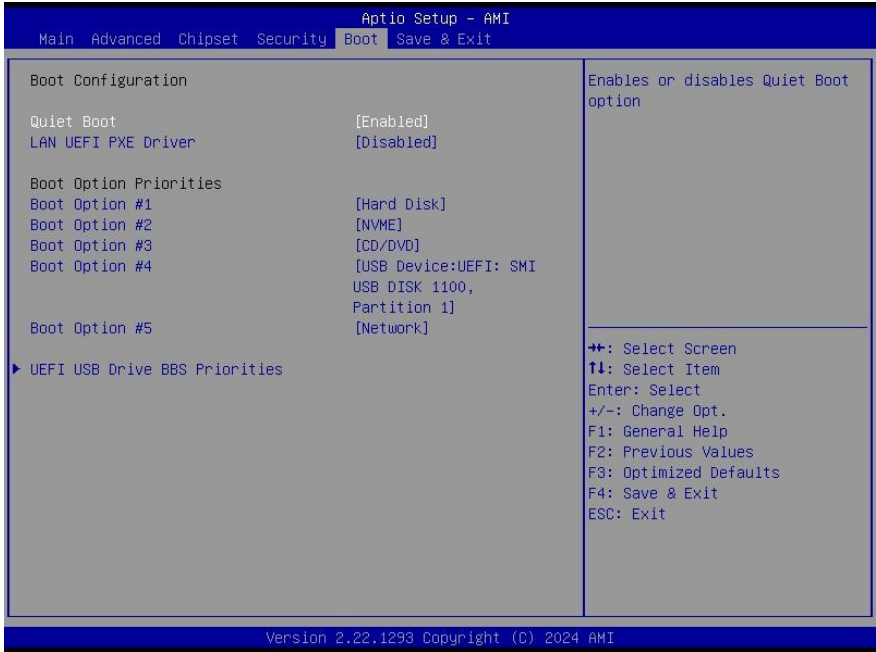 Aptio Setup – AMI
Main Advanced Chipset Security Boot Save & Exit
Boot Configuration
Quiet Boot [Enabled]
LAN UEFI PXE Driver [Disabled]
Boot Option Priorities
Boot Option #1 [Hard Disk]
Boot Option #2 [NVME]
Boot Option #3 [CD/DVD]
Boot Option #4 [USB Device:UEFI: SMI
USB DISK 1100,
Partition 1]
Boot Option #5 [Network]
▶ UEFI USB Drive BBS Priorities
Enables or disables Quiet Boot
option
→←: Select Screen
↑↓: Select Item
Enter: Select
+/-: Change Opt.
F1: General Help
F2: Previous Values
F3: Optimized Defaults
F4: Save & Exit
ESC: Exit
Version 2.22.1293 Copyright (C) 2024 AMI